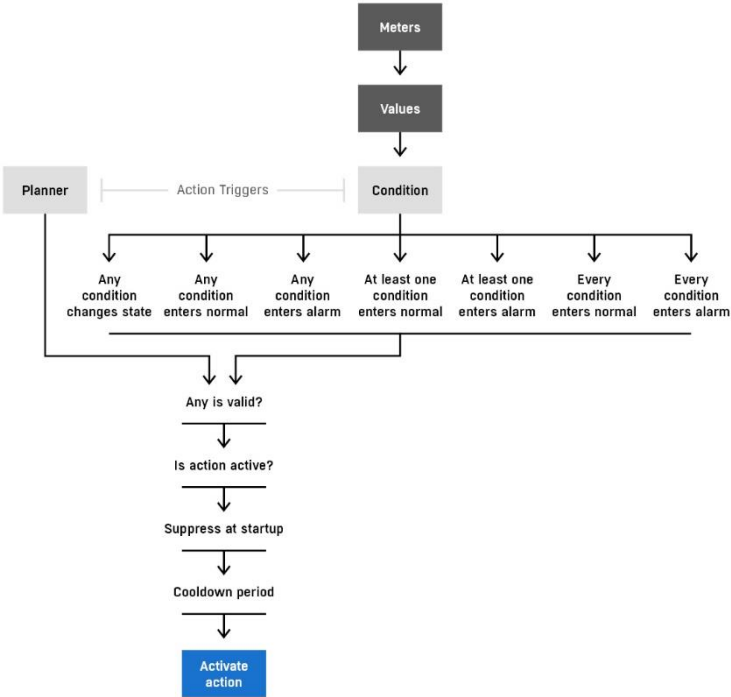 Meters
Values
Planner
Action Triggers
Condition
Any
condition
changes state
Any
condition
enters normal
Any
condition
enters alarm
At least one
condition
enters normal
At least one
condition
enters alarm
Every
condition
enters normal
Every
condition
enters alarm
Any is valid?
Is action active?
Suppress at startup
Cooldown period
Activate
action